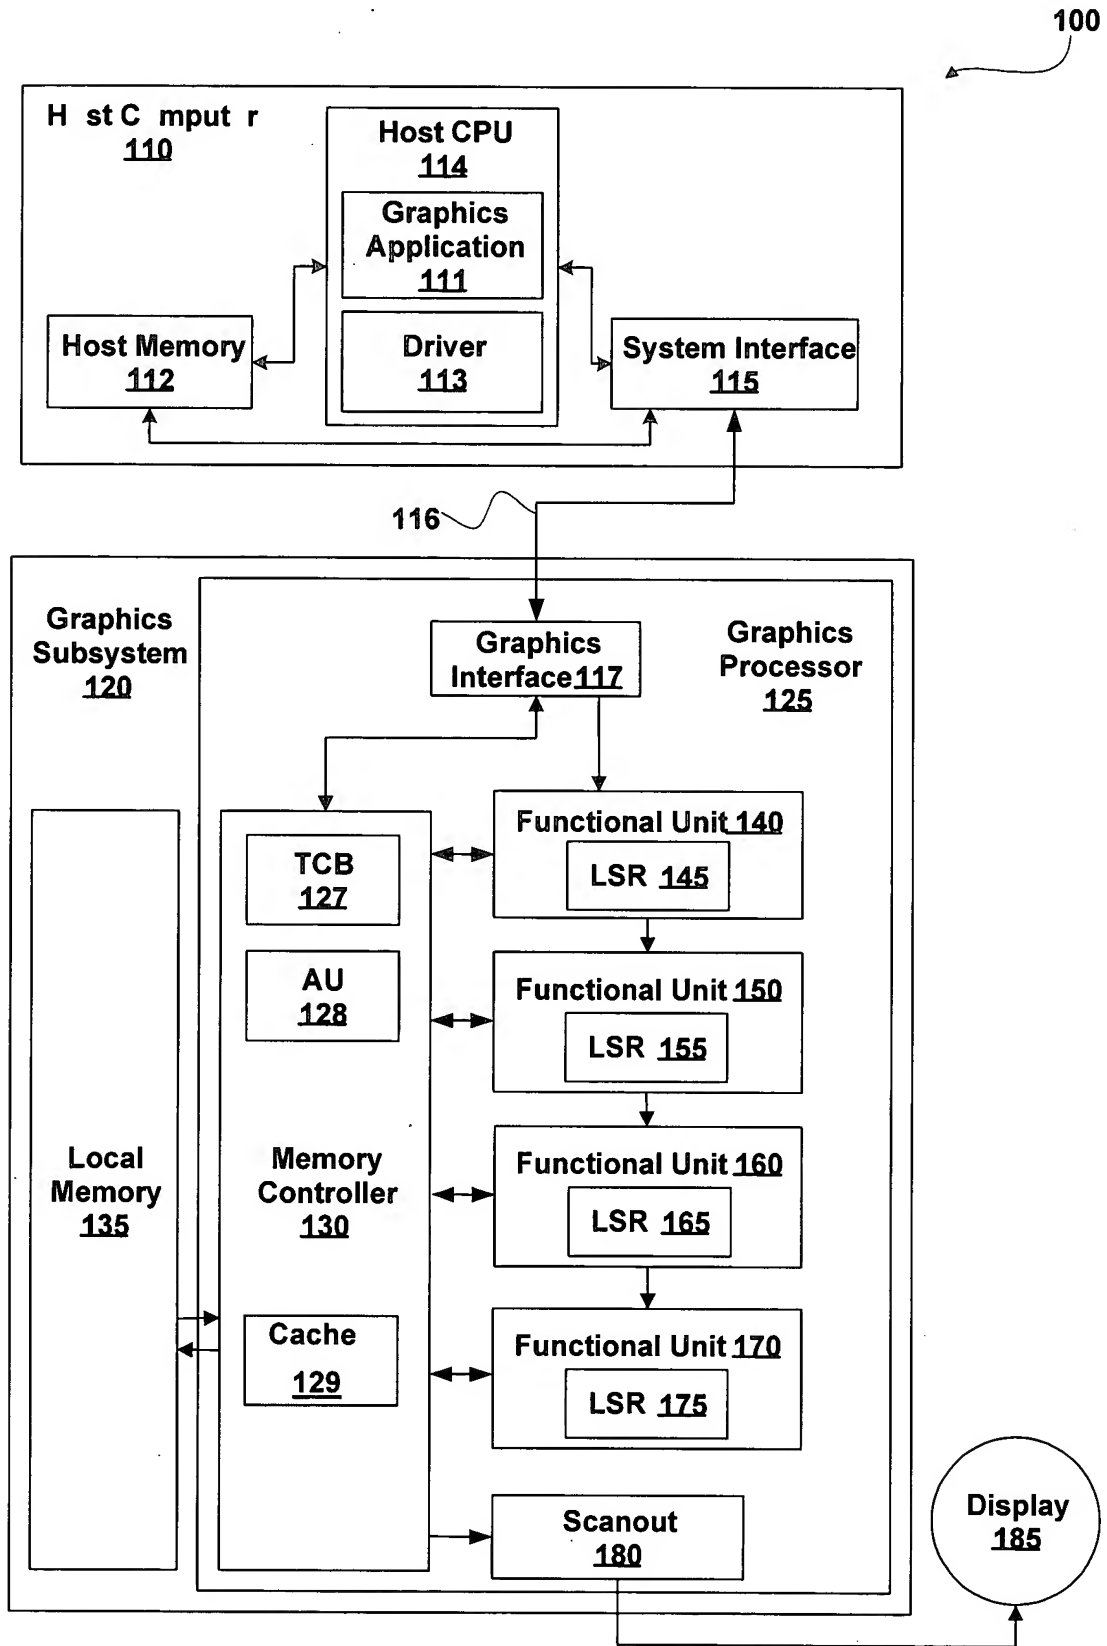 100
H st C mput r
110
Host CPU
114
Graphics
Application
111
Host Memory
112
Driver
113
System Interface
115
116
Graphics
Subsystem
120
Graphics
Interface 117
Graphics
Processor
125
TCB
127
AU
128
Memory
Controller
130
Cache
129
Local
Memory
135
Functional Unit 140
LSR 145
Functional Unit 150
LSR 155
Functional Unit 160
LSR 165
Functional Unit 170
LSR 175
Scanout
180
Display
185